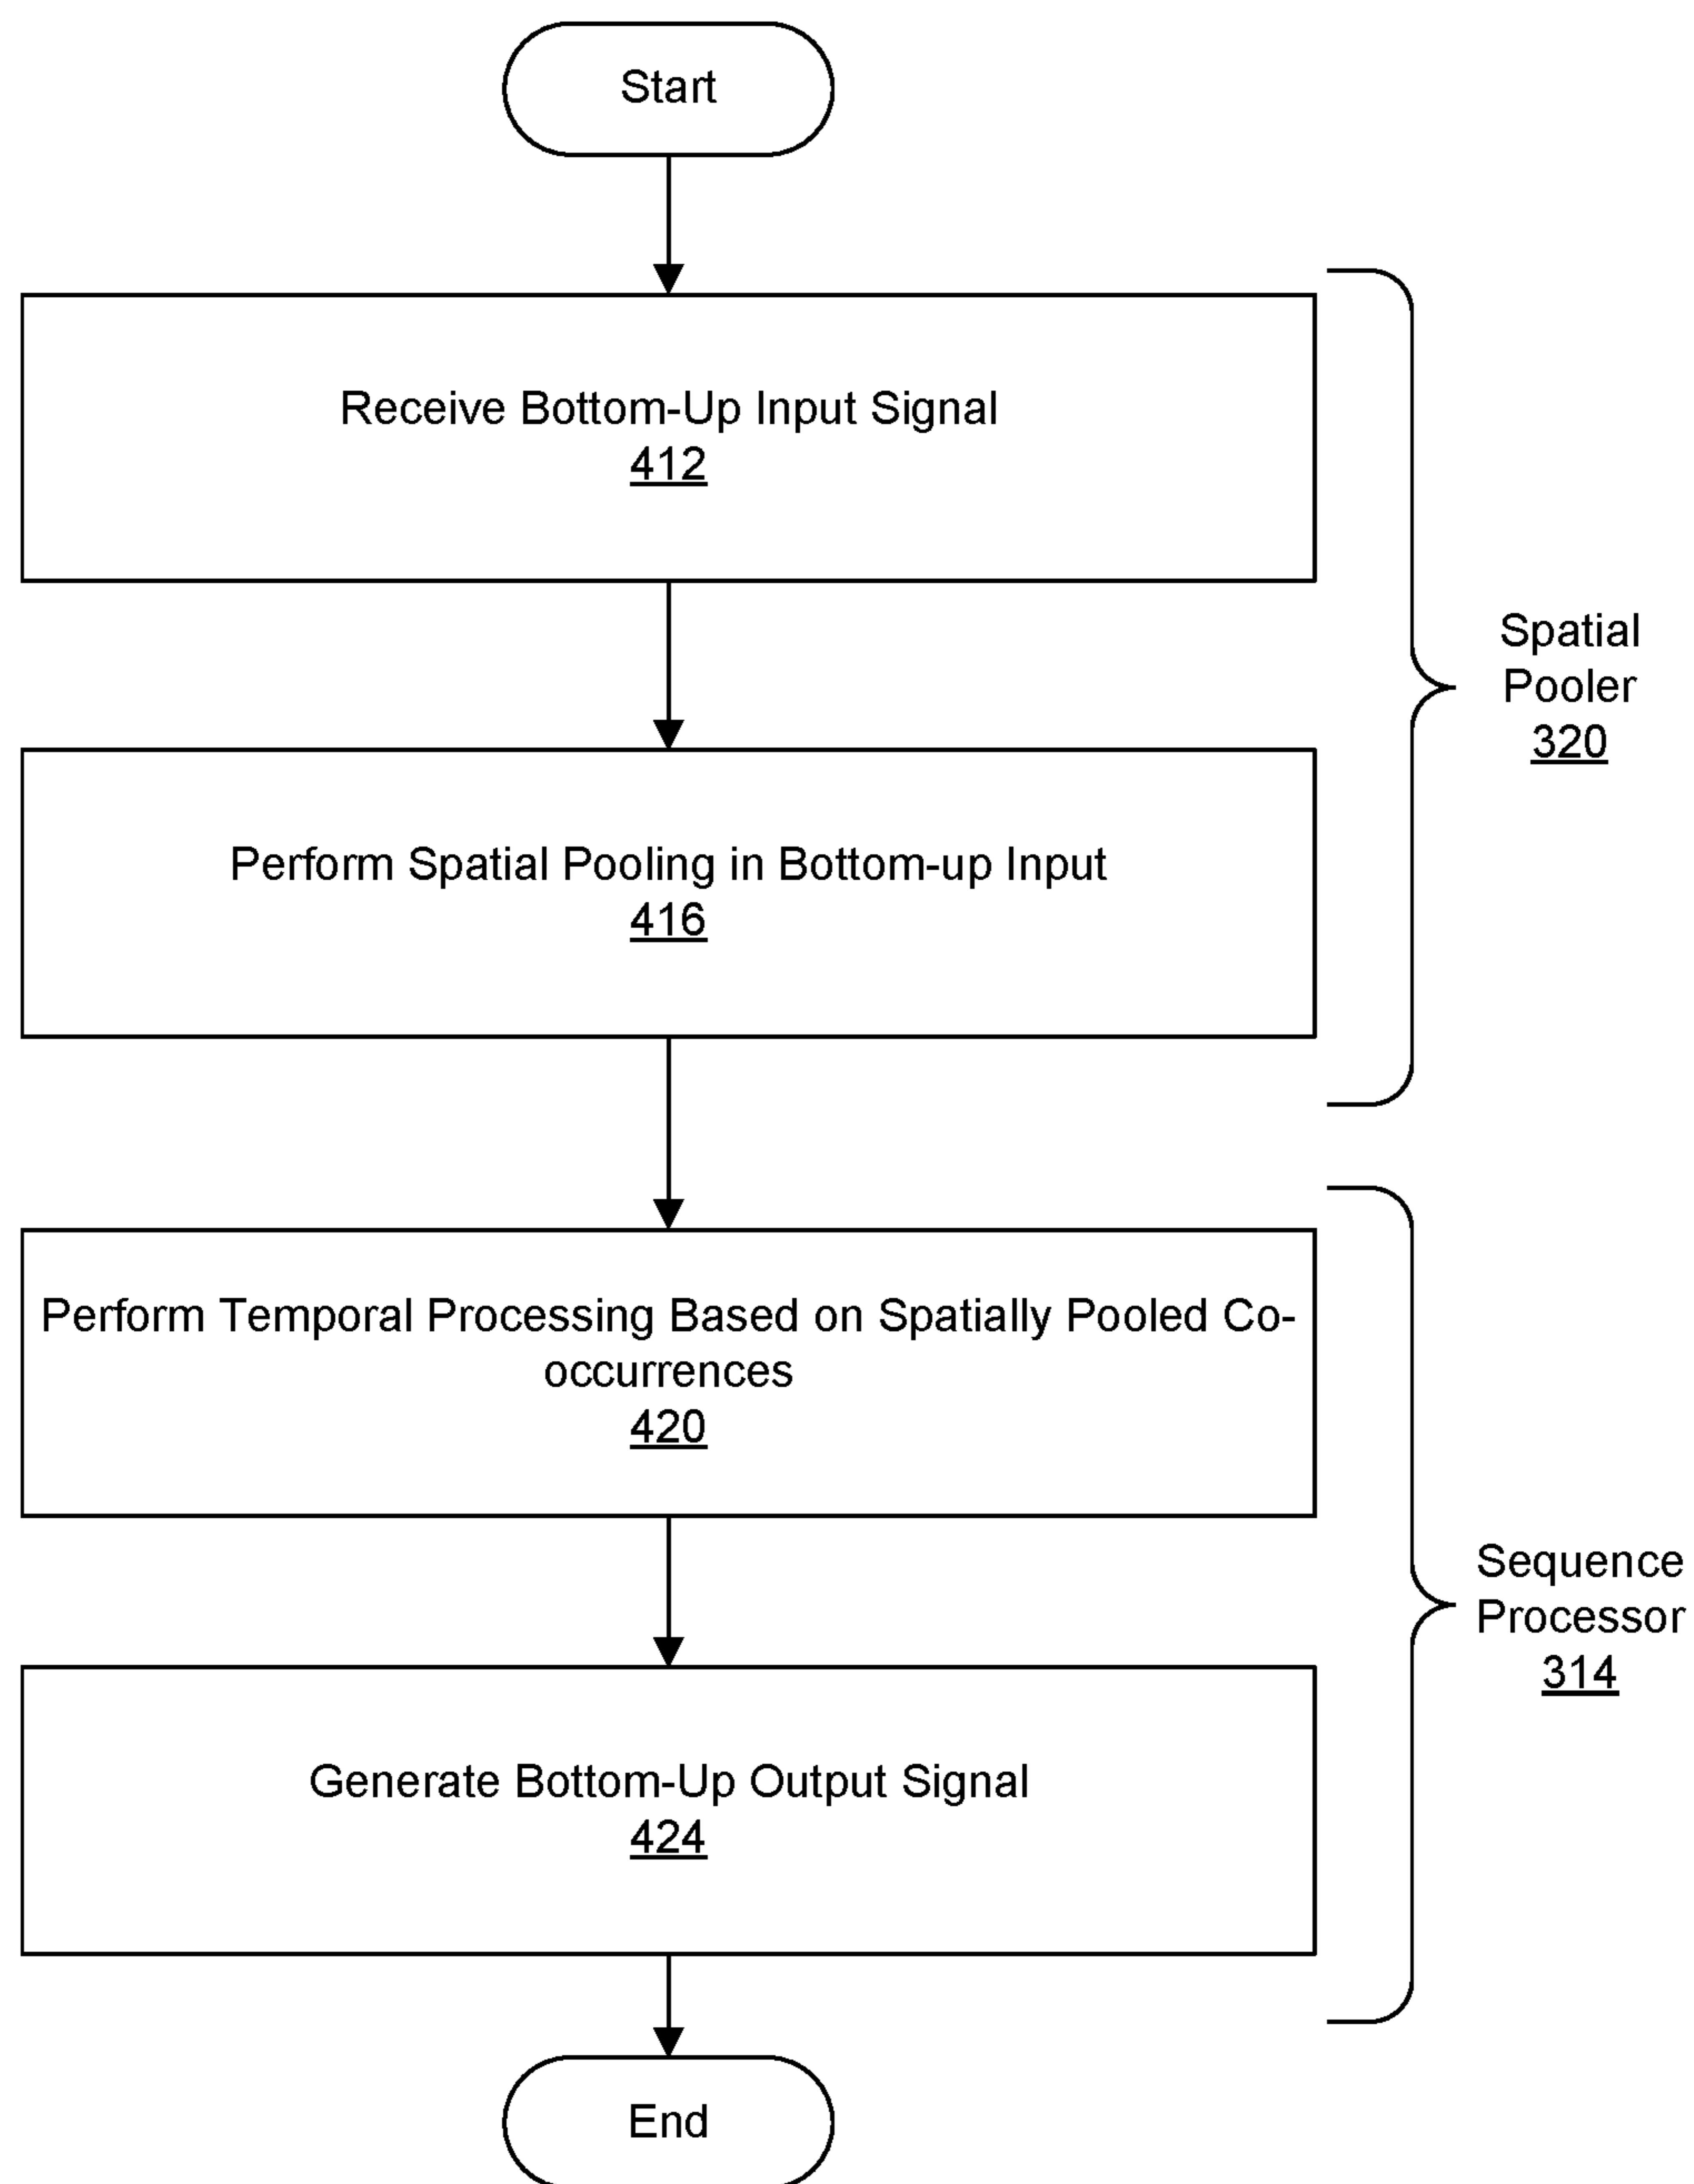 Start
Receive Bottom-Up Input Signal
412
Perform Spatial Pooling in Bottom-up Input
416
Spatial
Pooler
320
Perform Temporal Processing Based on Spatially Pooled Co-
occurrences
420
Generate Bottom-Up Output Signal
424
Sequence
Processor
314
End